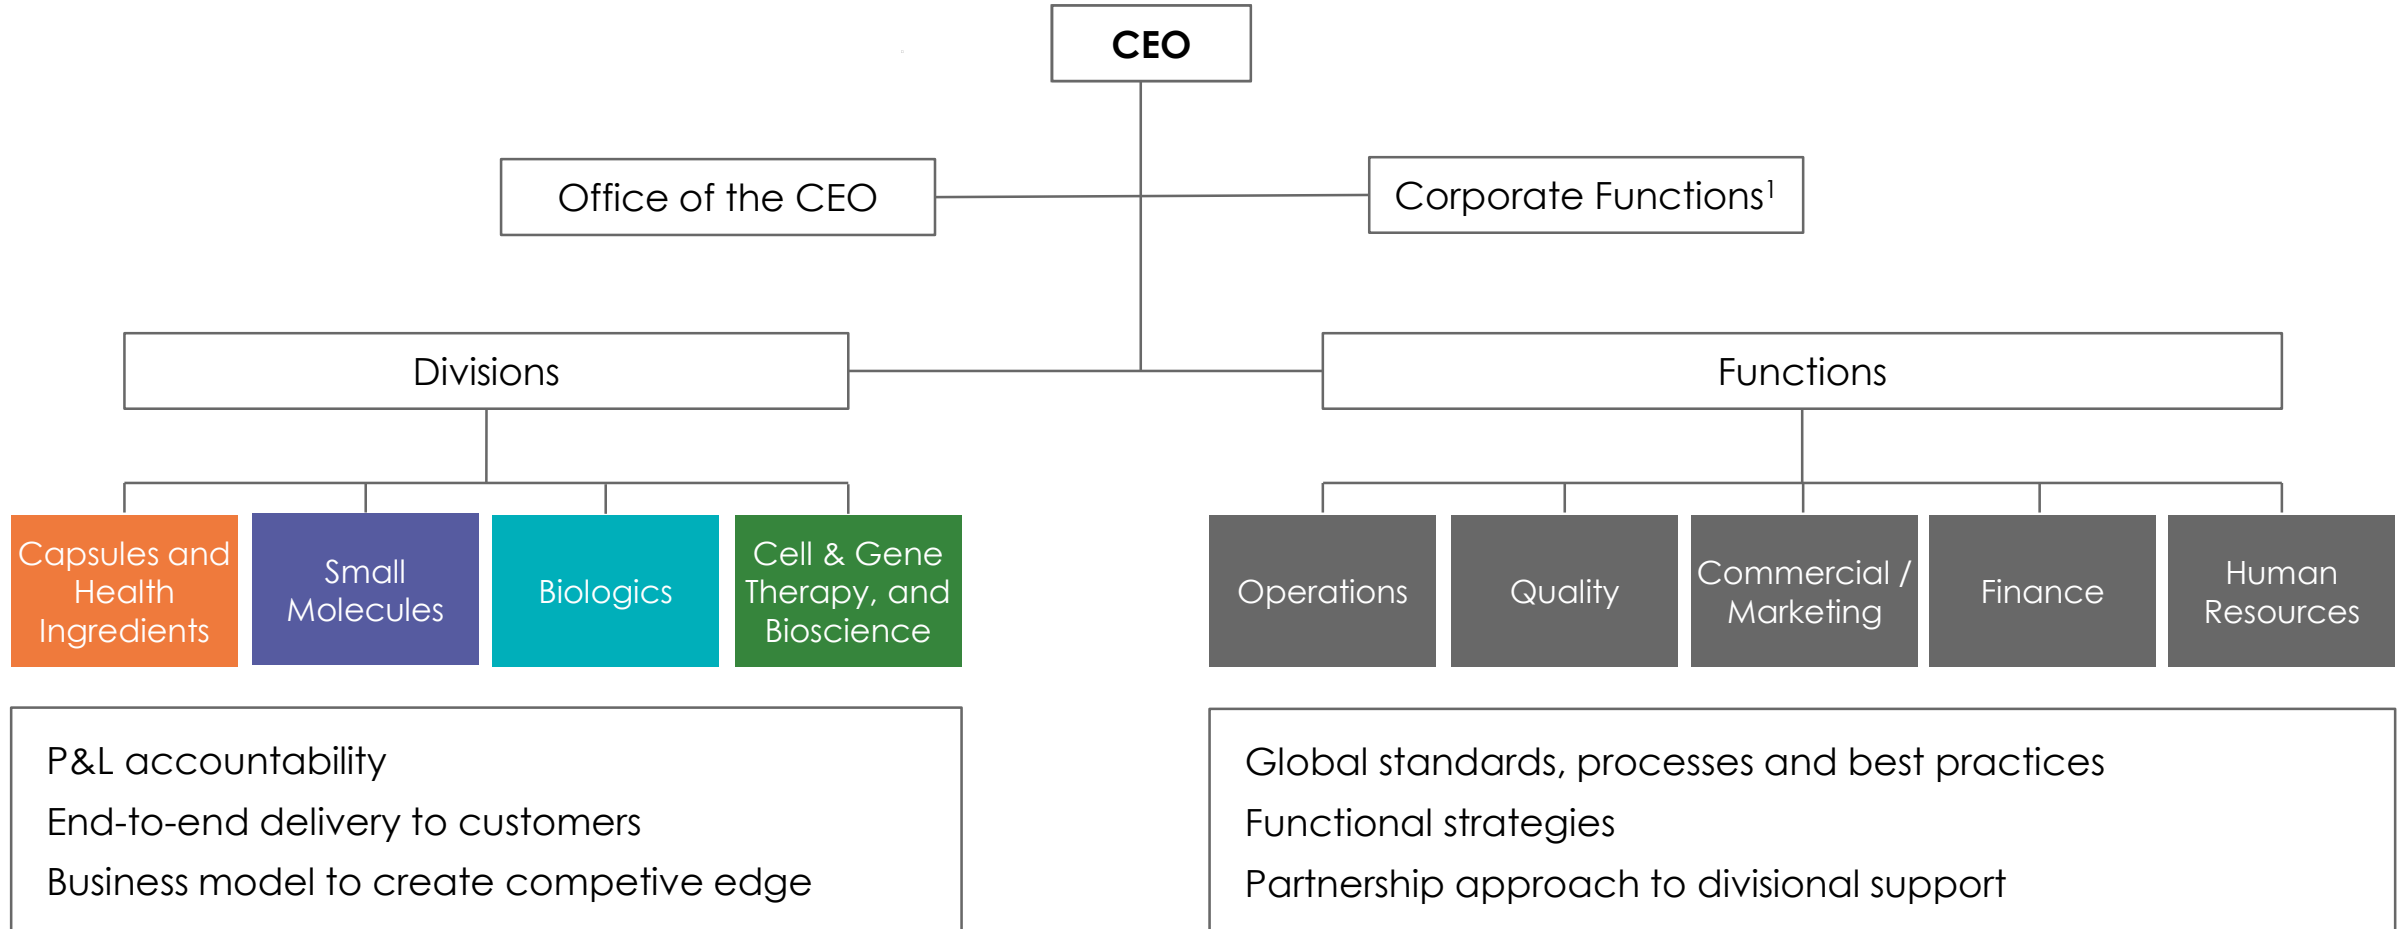 CEO
Office of the CEO
Corporate Functions¹
Divisions
Functions
Capsules and
Health
Ingredients
Small
Molecules
Biologics
Cell & Gene
Therapy, and
Bioscience
Operations
Quality
Commercial /
Marketing
Finance
Human
Resources
P&L accountability
End-to-end delivery to customers
Business model to create competive edge
Global standards, processes and best practices
Functional strategies
Partnership approach to divisional support